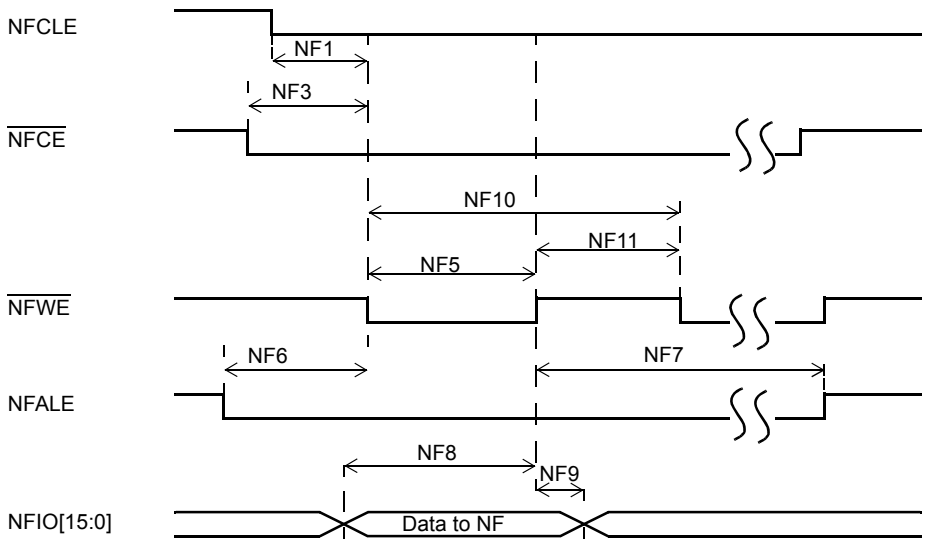 NFCLE
NF1
NF3
NFCE
NF10
NF11
NF5
NFWE
NF6
NF7
NFALE
NF8
NF9
NFIO[15:0]
Data to NF